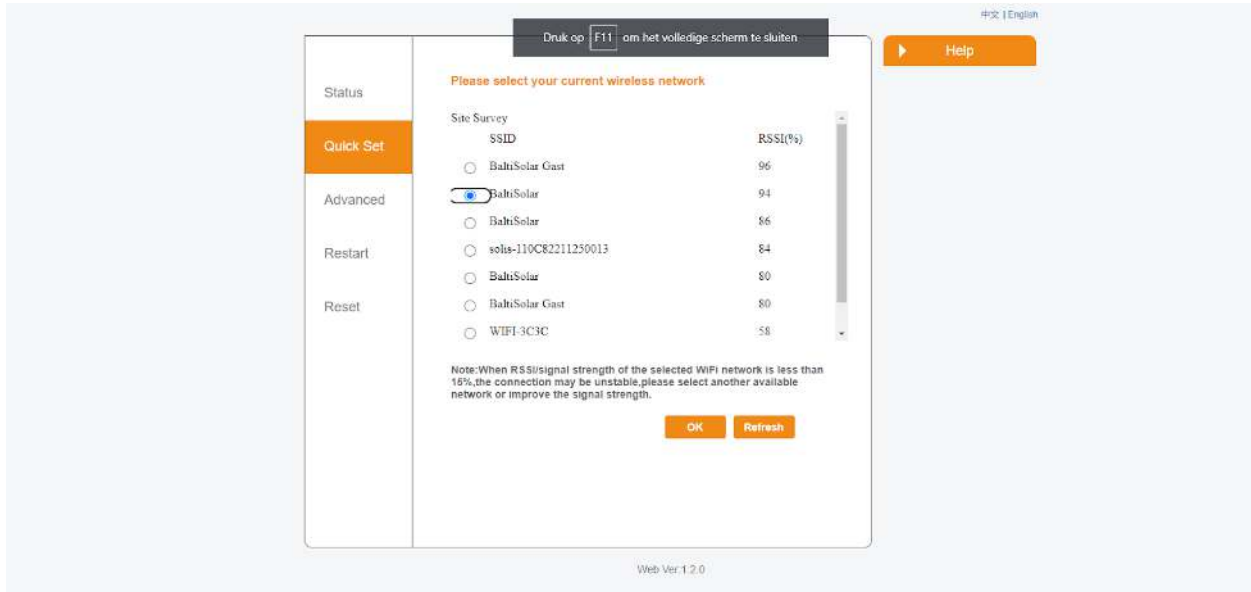 中文 | English
Druk op F11 om het volledige scherm te sluiten
Help
Status
Quick Set
Advanced
Restart
Reset
Please select your current wireless network
Site Survey
SSID RSSI(%)
BaltiSolar Gast 96
BaltiSolar 94
BaltiSolar 86
solis-110C82211250013 84
BaltiSolar 80
BaltiSolar Gast 80
WIFI-3C3C 58
Note:When RSSI/signal strength of the selected WiFi network is less than
15%,the connection may be unstable,please select another available
network or improve the signal strength.
OK Refresh
Web Ver:1.2.0